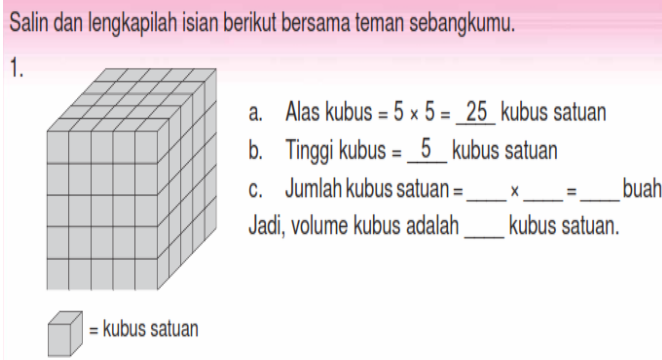 Salin dan lengkapilah isian berikut bersama teman sebangkumu.
1.
a. Alas kubus = 5 × 5 = 25 kubus satuan
b. Tinggi kubus = 5 kubus satuan
c. Jumlah kubus satuan = ____ × ____ = ____ buah
Jadi, volume kubus adalah ____ kubus satuan.
= kubus satuan